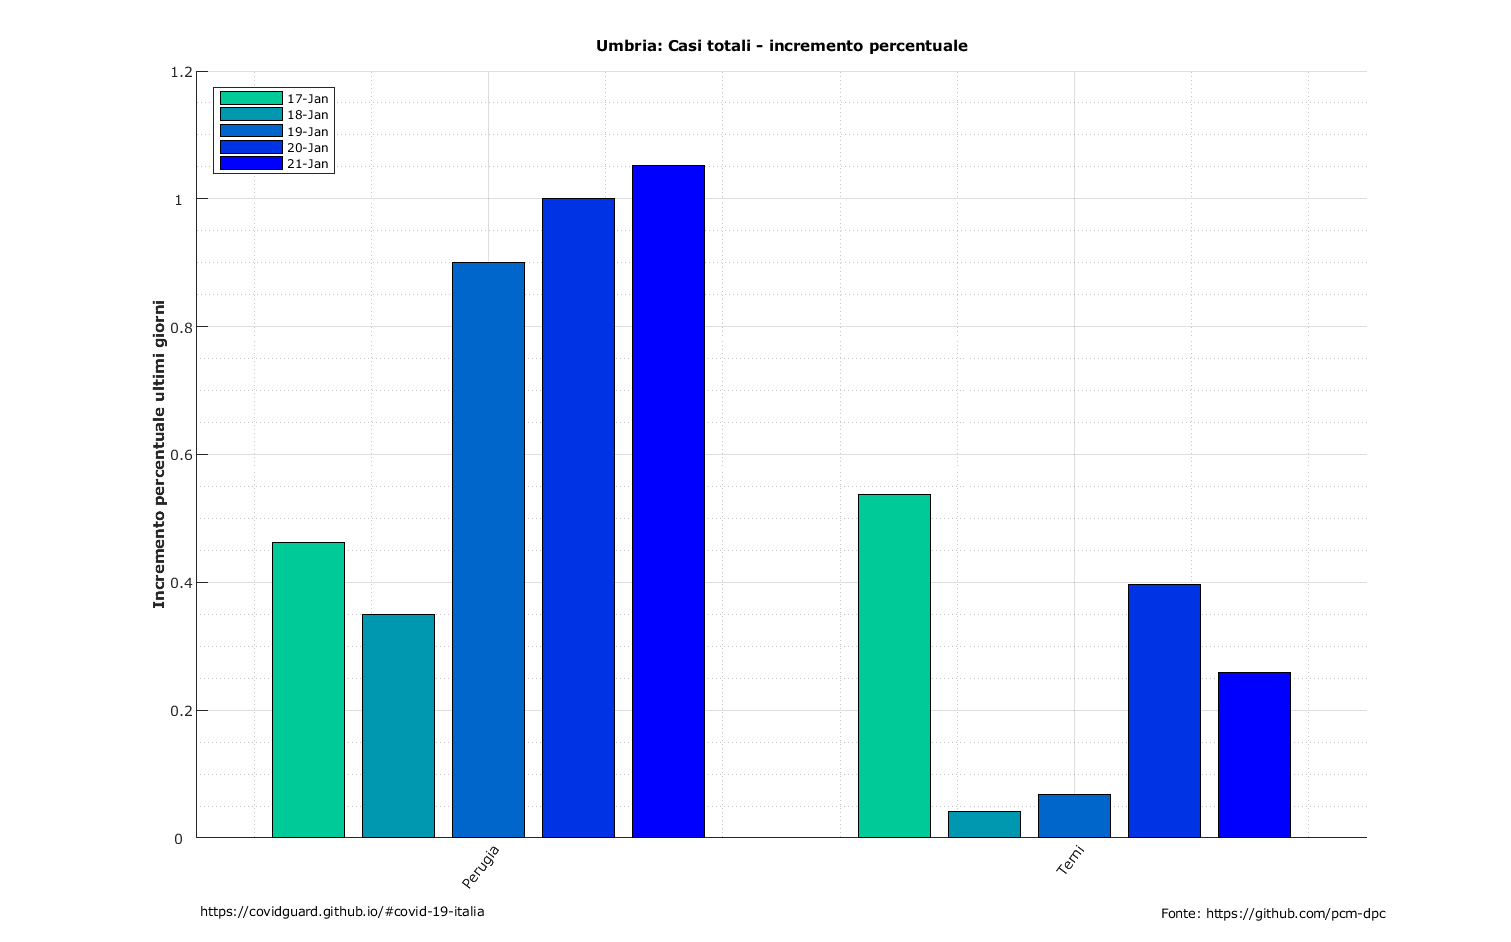 Umbria: Casi totali - incremento percentuale
Incremento percentuale ultimi giorni
1.2
1
0.8
0.6
0.4
0.2
0
17-Jan
18-Jan
19-Jan
20-Jan
21-Jan
Perugia
Terni
https://covidguard.github.io/#covid-19-italia
Fonte: https://github.com/pcm-dpc